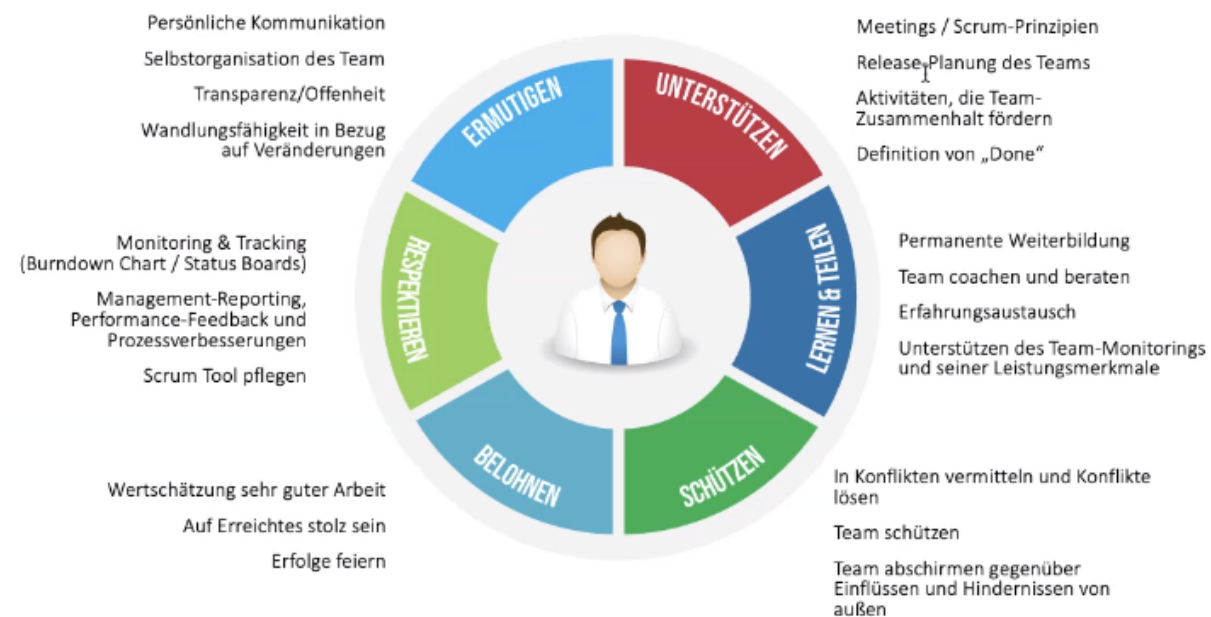 Persönliche Kommunikation
Selbstorganisation des Team
Transparenz/Offenheit
Wandlungsfähigkeit in Bezug
auf Veränderungen
ERMUTIGEN
UNTERSTÜTZEN
Meetings / Scrum-Prinzipien
Release-Planung des Teams
Aktivitäten, die Team-
Zusammenhalt fördern
Definition von „Done“
Monitoring & Tracking
(Burndown Chart / Status Boards)
Management-Reporting,
Performance-Feedback und
Prozessverbesserungen
Scrum Tool pflegen
RESPEKTIEREN
LERNEN & TEILEN
Permanente Weiterbildung
Team coachen und beraten
Erfahrungsaustausch
Unterstützen des Team-Monitorings
und seiner Leistungsmerkmale
Wertschätzung sehr guter Arbeit
Auf Erreichtes stolz sein
Erfolge feiern
BELOHNEN
SCHÜTZEN
In Konflikten vermitteln und Konflikte
lösen
Team schützen
Team abschirmen gegenüber
Einflüssen und Hindernissen von
außen